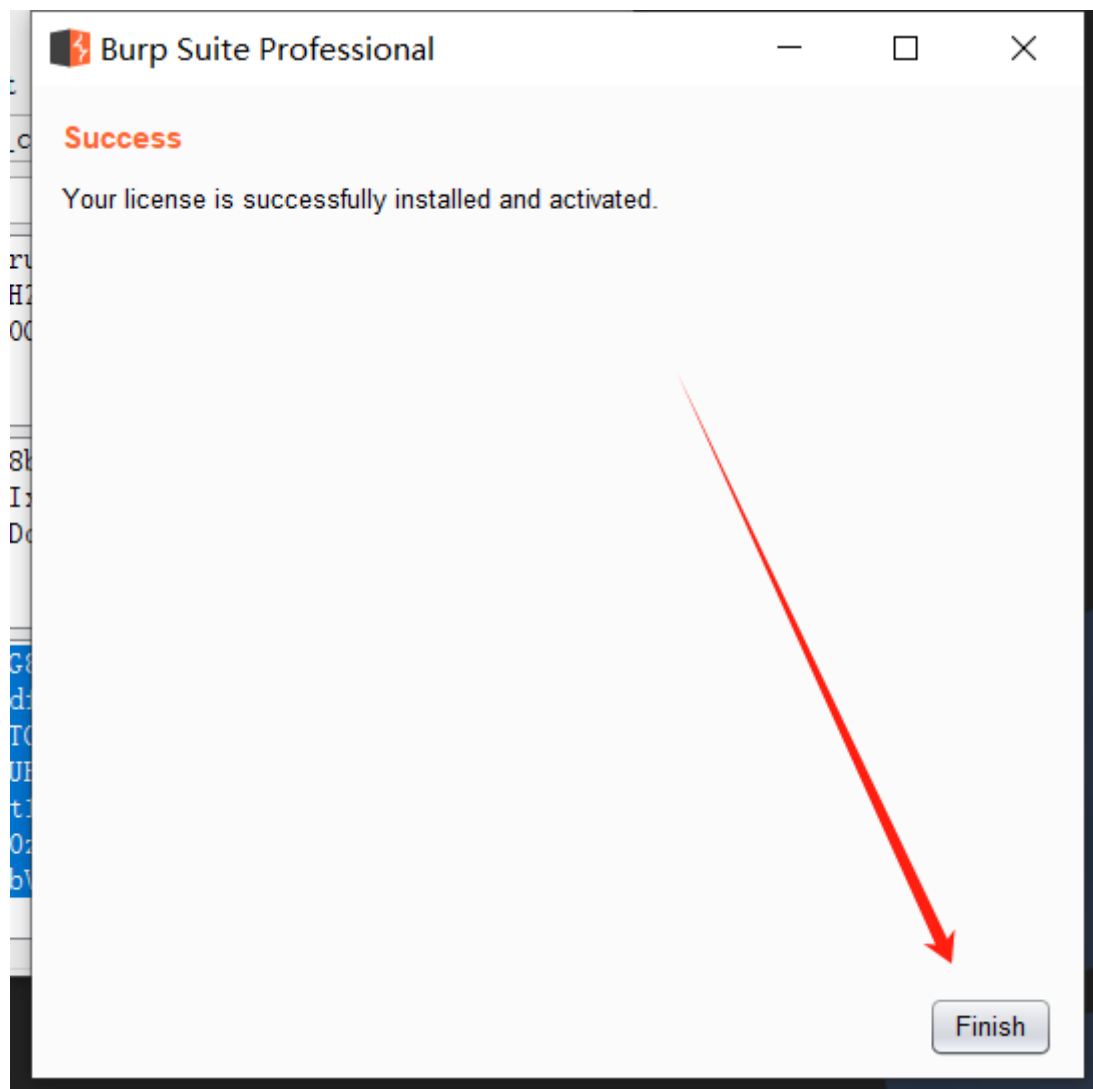 Burp Suite Professional
Success
Your license is successfully installed and activated.
Finish